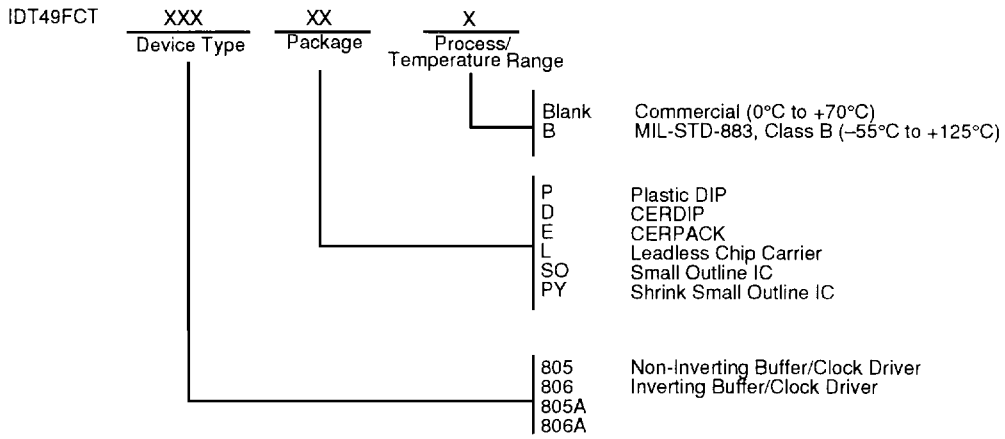 IDT49FCT XXX XX X
Device Type Package Process/
Temperature Range
Blank Commercial (0°C to +70°C)
B MIL-STD-883, Class B (–55°C to +125°C)
P Plastic DIP
D CERDIP
E CERPACK
L Leadless Chip Carrier
SO Small Outline IC
PY Shrink Small Outline IC
805 Non-Inverting Buffer/Clock Driver
806 Inverting Buffer/Clock Driver
805A
806A